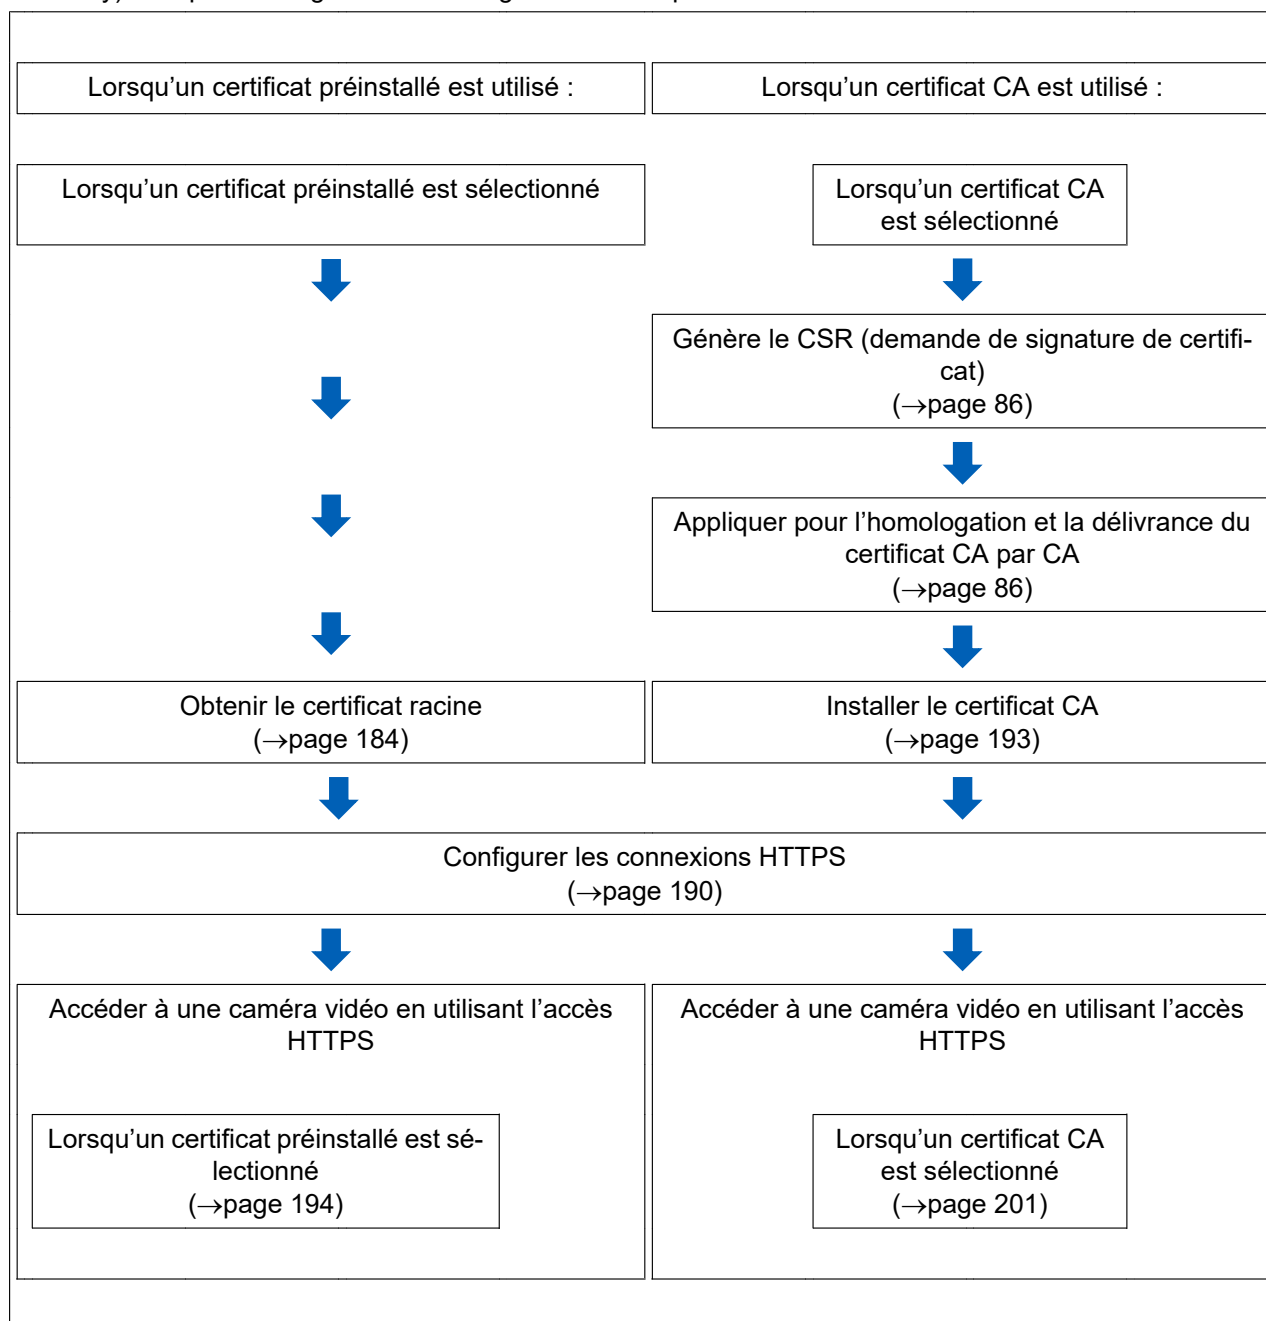 Lorsqu’un certificat préinstallé est utilisé :
Lorsqu’un certificat CA est utilisé :
Lorsqu’un certificat préinstallé est sélectionné
Lorsqu’un certificat CA
est sélectionné
Génère le CSR (demande de signature de certifi-
cat)
(→page 86)
Appliquer pour l’homologation et la délivrance du
certificat CA par CA
(→page 86)
Obtenir le certificat racine
(→page 184)
Installer le certificat CA
(→page 193)
Configurer les connexions HTTPS
(→page 190)
Accéder à une caméra vidéo en utilisant l’accès
HTTPS
Lorsqu’un certificat préinstallé est sé-
lectionné
(→page 194)
Accéder à une caméra vidéo en utilisant l’accès
HTTPS
Lorsqu’un certificat CA
est sélectionné
(→page 201)